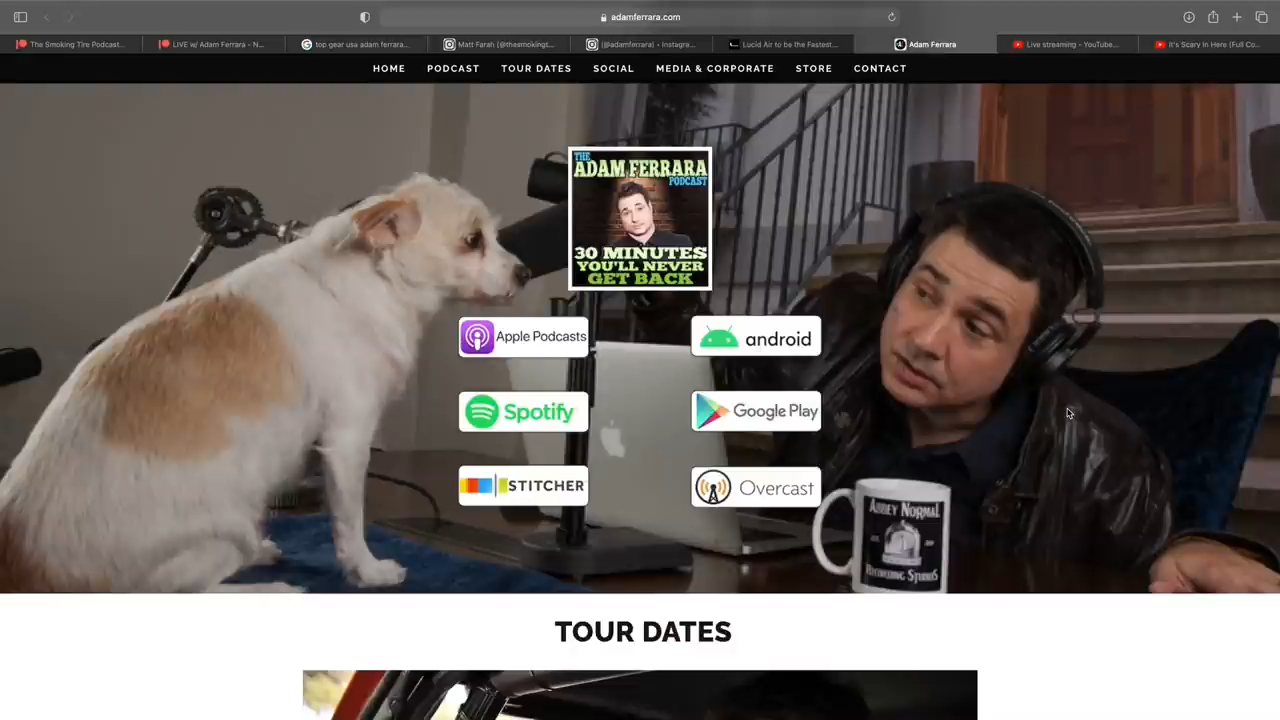 adamferrara.com
The Smoking Tire Podcast...
LIVE w/ Adam Ferrara - N...
top gear usa adam ferrara...
Matt Farah (@thesmokingt...
(@adamferrara) • Instagra...
Lucid Air to be the Fastest...
Adam Ferrara
Live streaming - YouTube...
It's Scary In Here (Full Co...
HOME
PODCAST
TOUR DATES
SOCIAL
MEDIA & CORPORATE
STORE
CONTACT
THE
ADAM FERRARA
PODCAST
30 MINUTES
YOU'LL NEVER
GET BACK
Apple Podcasts
android
Spotify
Google Play
STITCHER
Overcast
ABBEY NORMAL
RECORDING STUDIOS
TOUR DATES